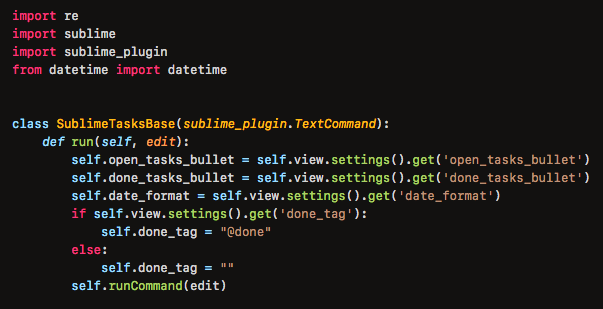 import re
import sublime
import sublime_plugin
from datetime import datetime
class SublimeTasksBase(sublime_plugin.TextCommand):
    def run(self, edit):
        self.open_tasks_bullet = self.view.settings().get('open_tasks_bullet')
        self.done_tasks_bullet = self.view.settings().get('done_tasks_bullet')
        self.date_format = self.view.settings().get('date_format')
        if self.view.settings().get('done_tag'):
            self.done_tag = "@done"
        else:
            self.done_tag = ""
        self.runCommand(edit)